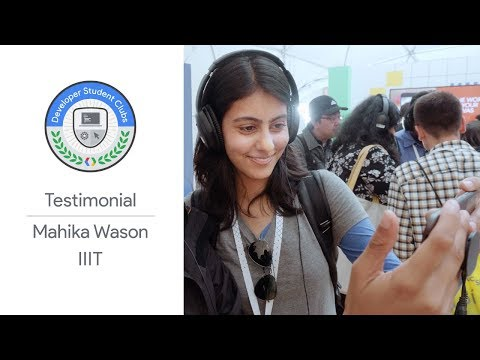 Developer Student Clubs
Testimonial
Mahika Wason
IIIT